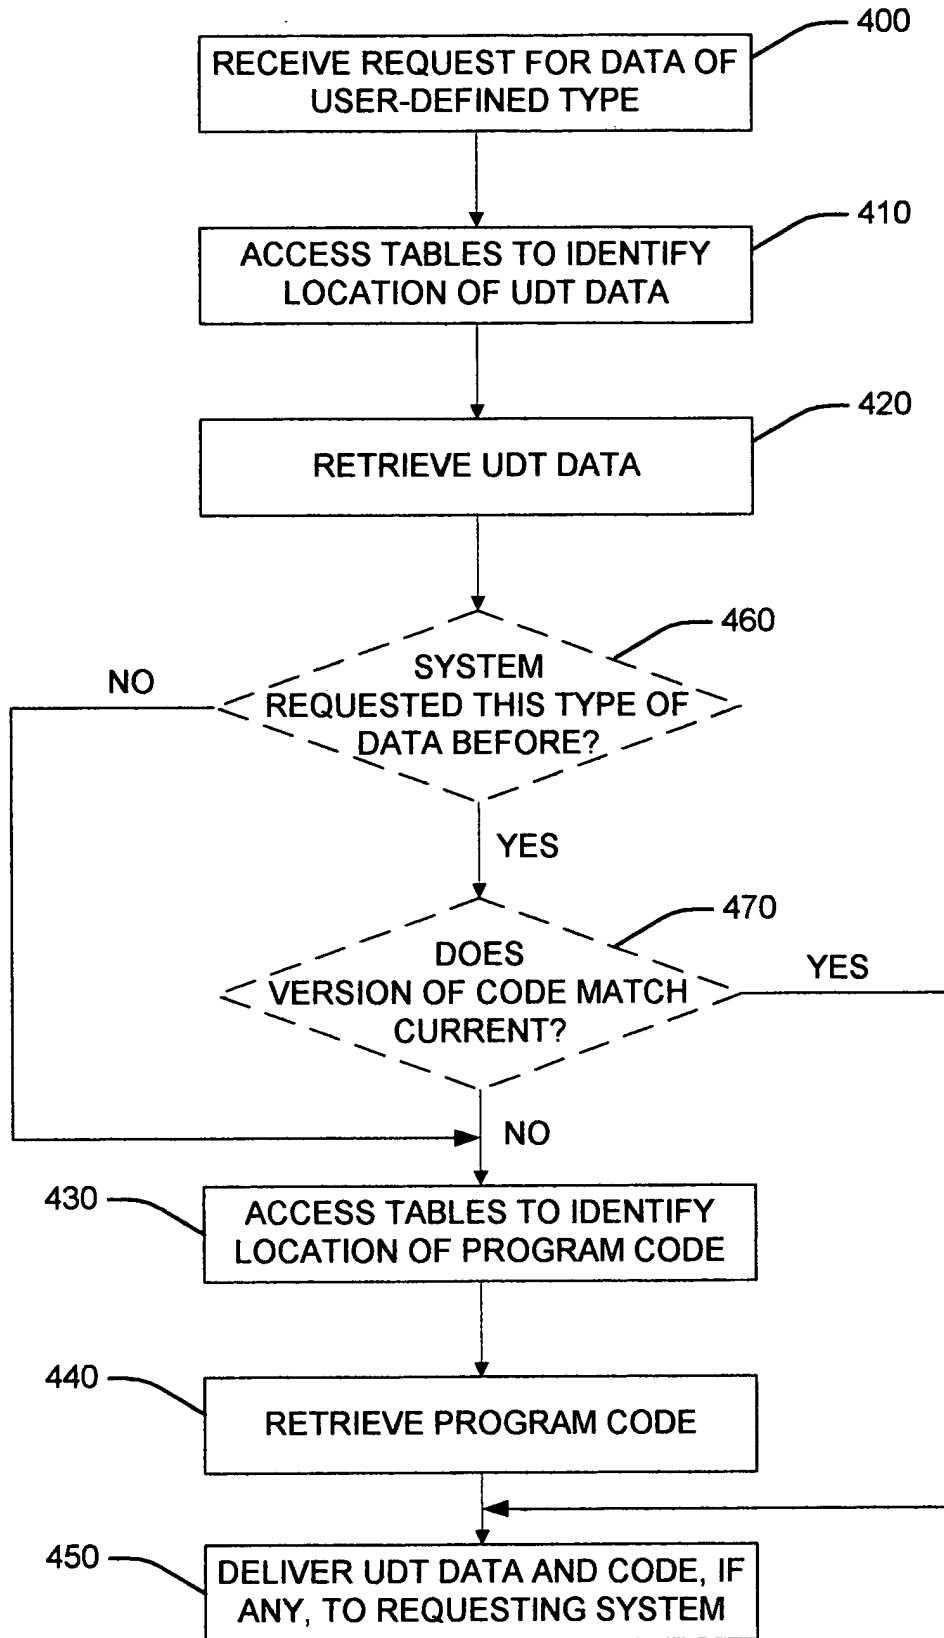 400
RECEIVE REQUEST FOR DATA OF
USER-DEFINED TYPE
410
ACCESS TABLES TO IDENTIFY
LOCATION OF UDT DATA
420
RETRIEVE UDT DATA
460
NO
SYSTEM
REQUESTED THIS TYPE OF
DATA BEFORE?
YES
470
DOES
VERSION OF CODE MATCH
CURRENT?
YES
NO
430
ACCESS TABLES TO IDENTIFY
LOCATION OF PROGRAM CODE
440
RETRIEVE PROGRAM CODE
450
DELIVER UDT DATA AND CODE, IF
ANY, TO REQUESTING SYSTEM